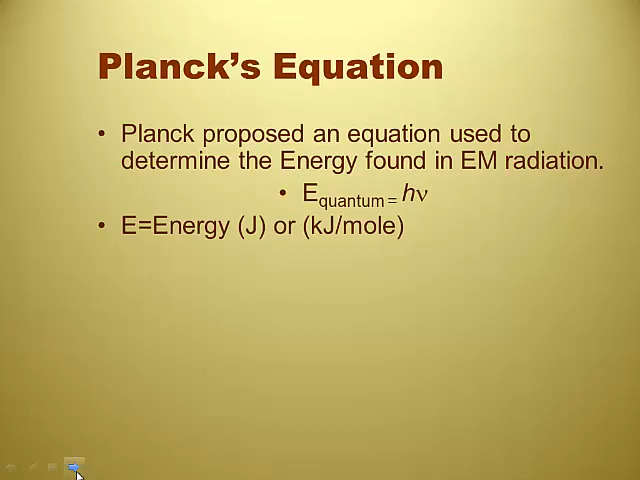 Planck’s Equation
• Planck proposed an equation used to
determine the Energy found in EM radiation.
• Equantum = hν
• E=Energy (J) or (kJ/mole)